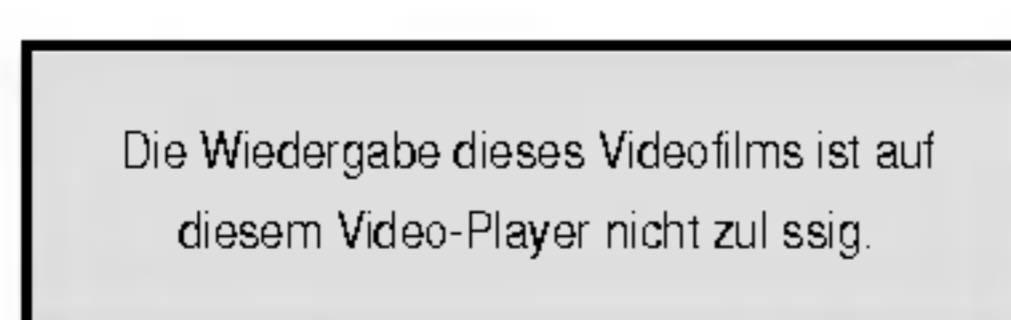 Die Wiedergabe dieses Videofilms ist auf
diesem Video-Player nicht zul ssig.